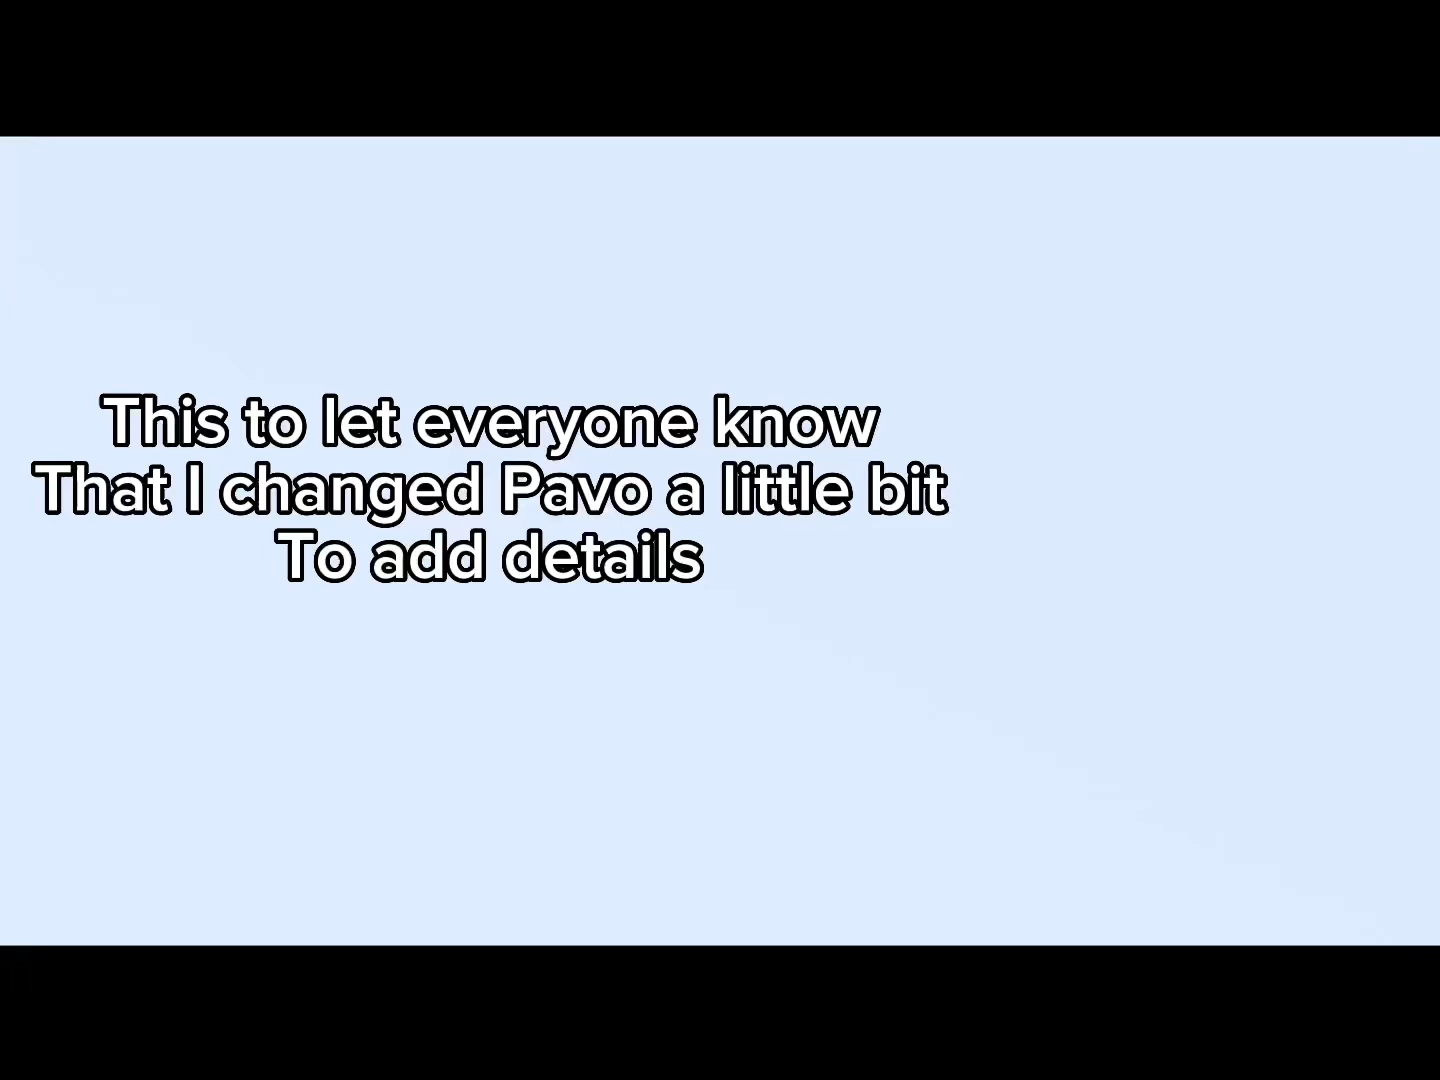 This to let everyone know
That I changed Pavo a little bit
To add details